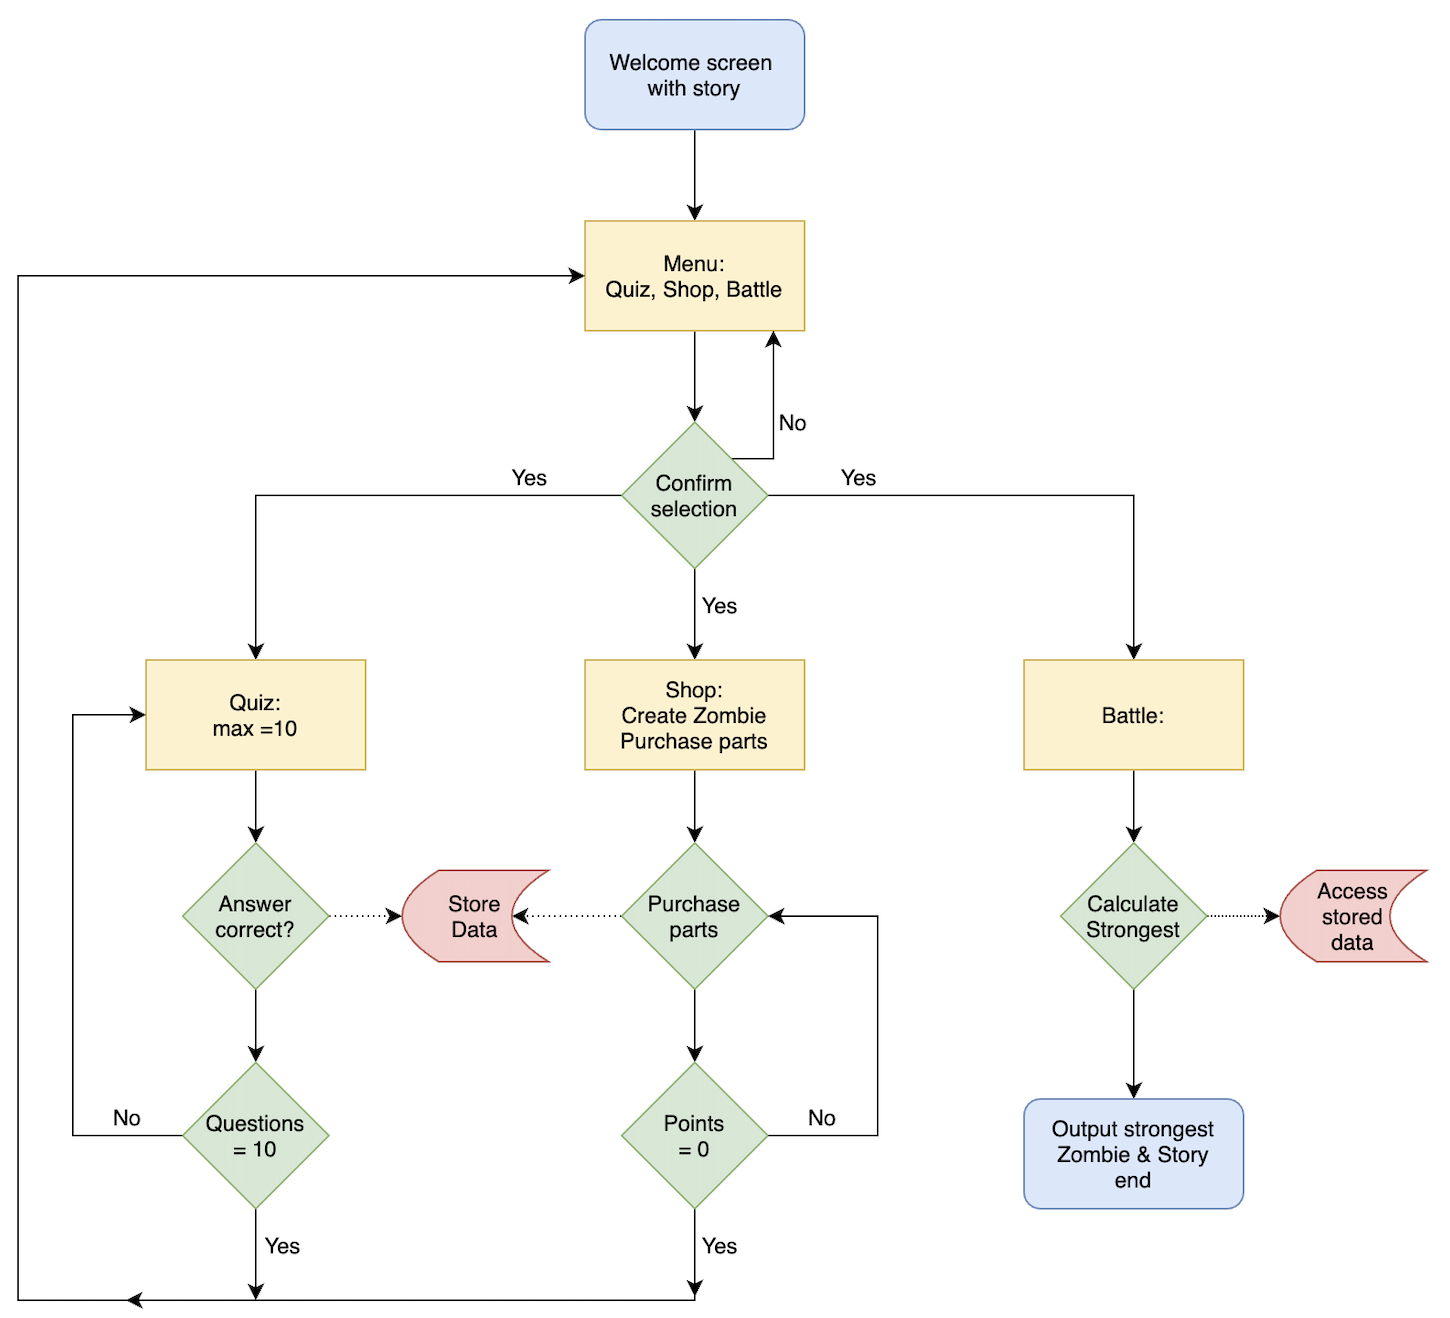 Welcome screen
with story
Menu:
Quiz, Shop, Battle
No
Confirm
selection
Yes
Yes
Yes
Quiz:
max =10
Shop:
Create Zombie
Purchase parts
Battle:
Answer
correct?
Store
Data
Purchase
parts
Calculate
Strongest
Access
stored
data
No
Questions
= 10
Points
= 0
No
Output strongest
Zombie & Story
end
Yes
Yes